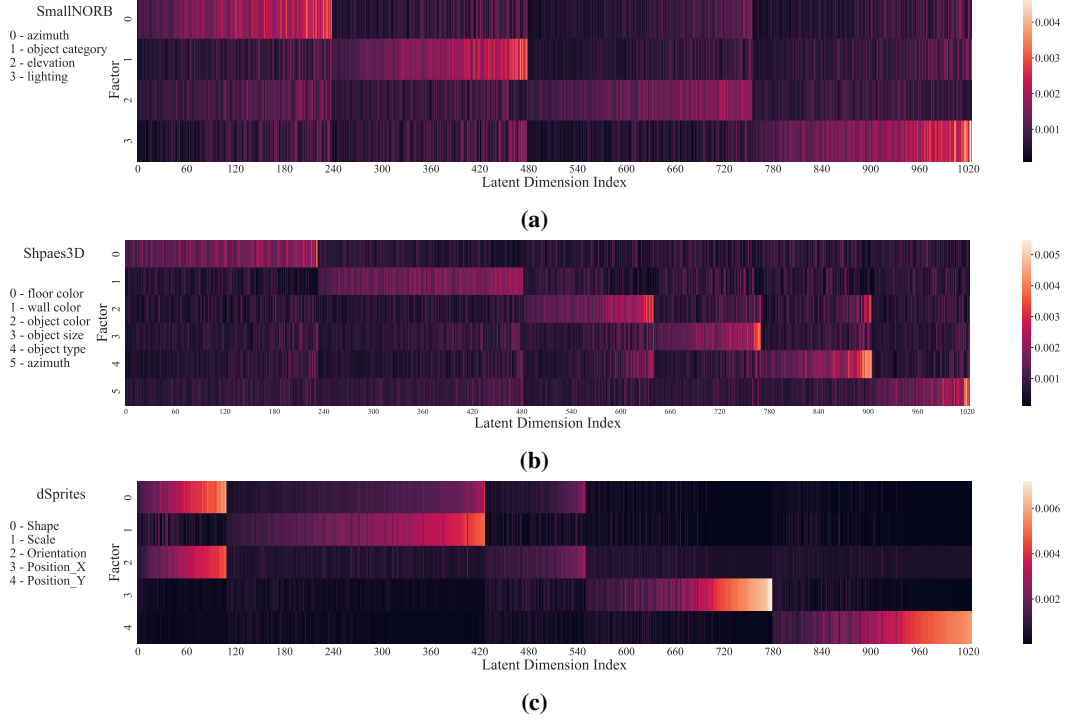 SmallNORB
0 - azimuth
1 - object category
2 - elevation
3 - lighting
Factor
0
1
2
3
0 60 120 180 240 300 360 420 480 540 600 660 720 780 840 900 960 1020
Latent Dimension Index
0.004
0.003
0.002
0.001
(a)
Shpaes3D
0 - floor color
1 - wall color
2 - object color
3 - object size
4 - object type
5 - azimuth
Factor
0
1
2
3
4
5
0 60 120 180 240 300 360 420 480 540 600 660 720 780 840 900 960 1020
Latent Dimension Index
0.005
0.004
0.003
0.002
0.001
(b)
dSprites
0 - Shape
1 - Scale
2 - Orientation
3 - Position_X
4 - Position_Y
Factor
0
1
2
3
4
0 60 120 180 240 300 360 420 480 540 600 660 720 780 840 900 960 1020
Latent Dimension Index
0.006
0.004
0.002
(c)